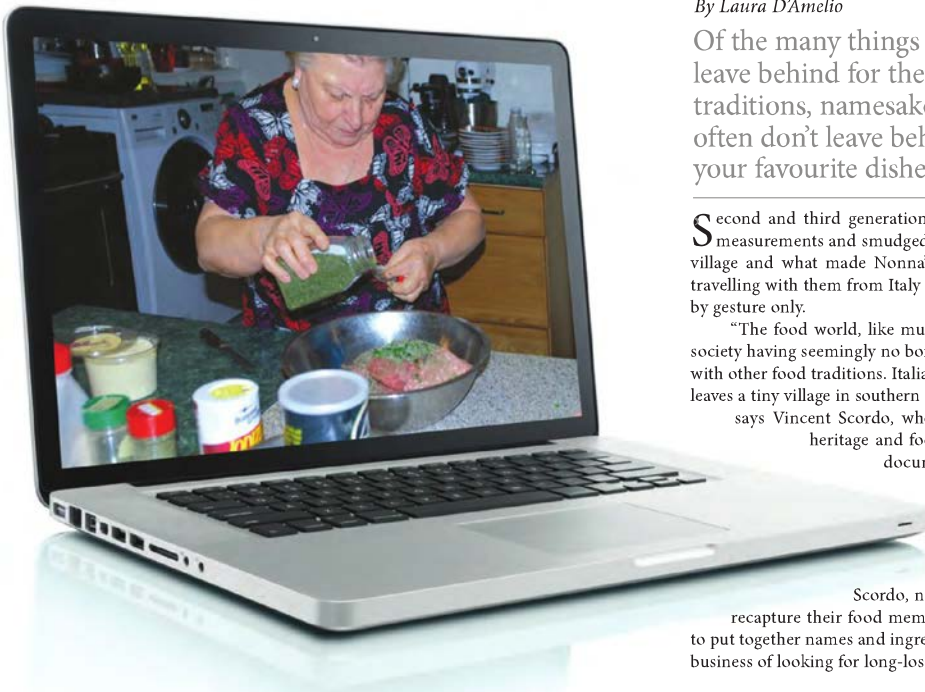 By Laura D'Amelio
Of the many things
leave behind for the
traditions, namesak
often don't leave beh
your favourite dishe
Second and third generation
measurements and smudged
village and what made Nonna'
travelling with them from Italy
by gesture only.
"The food world, like mu
society having seemingly no bo
with other food traditions. Italia
leaves a tiny village in southern
says Vincent Scordo, wh
heritage and fo
docu
Scordo, n
recapture their food mem
to put together names and ingre
business of looking for long-los